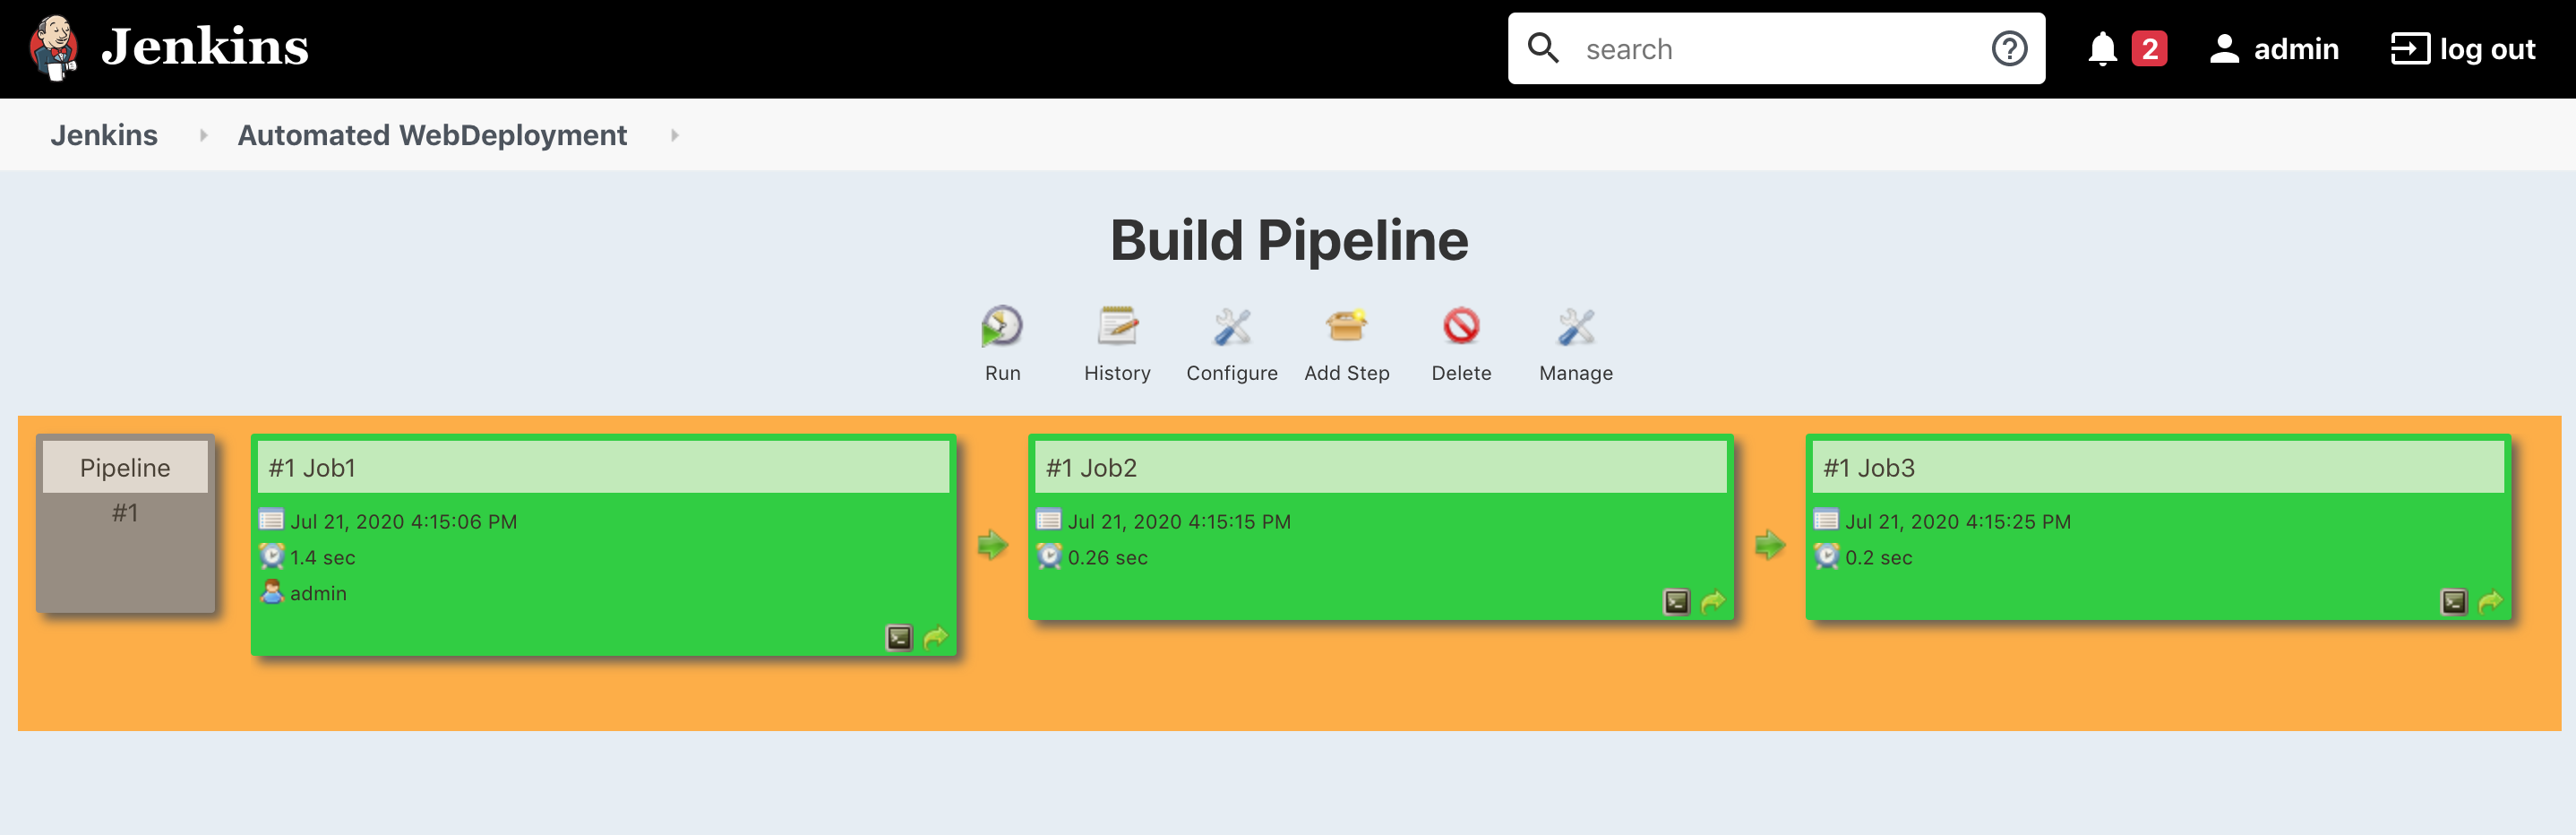 Jenkins
search
2
admin
log out
Jenkins
Automated WebDeployment
Build Pipeline
Run
History
Configure
Add Step
Delete
Manage
Pipeline
#1
#1 Job1
Jul 21, 2020 4:15:06 PM
1.4 sec
admin
#1 Job2
Jul 21, 2020 4:15:15 PM
0.26 sec
#1 Job3
Jul 21, 2020 4:15:25 PM
0.2 sec